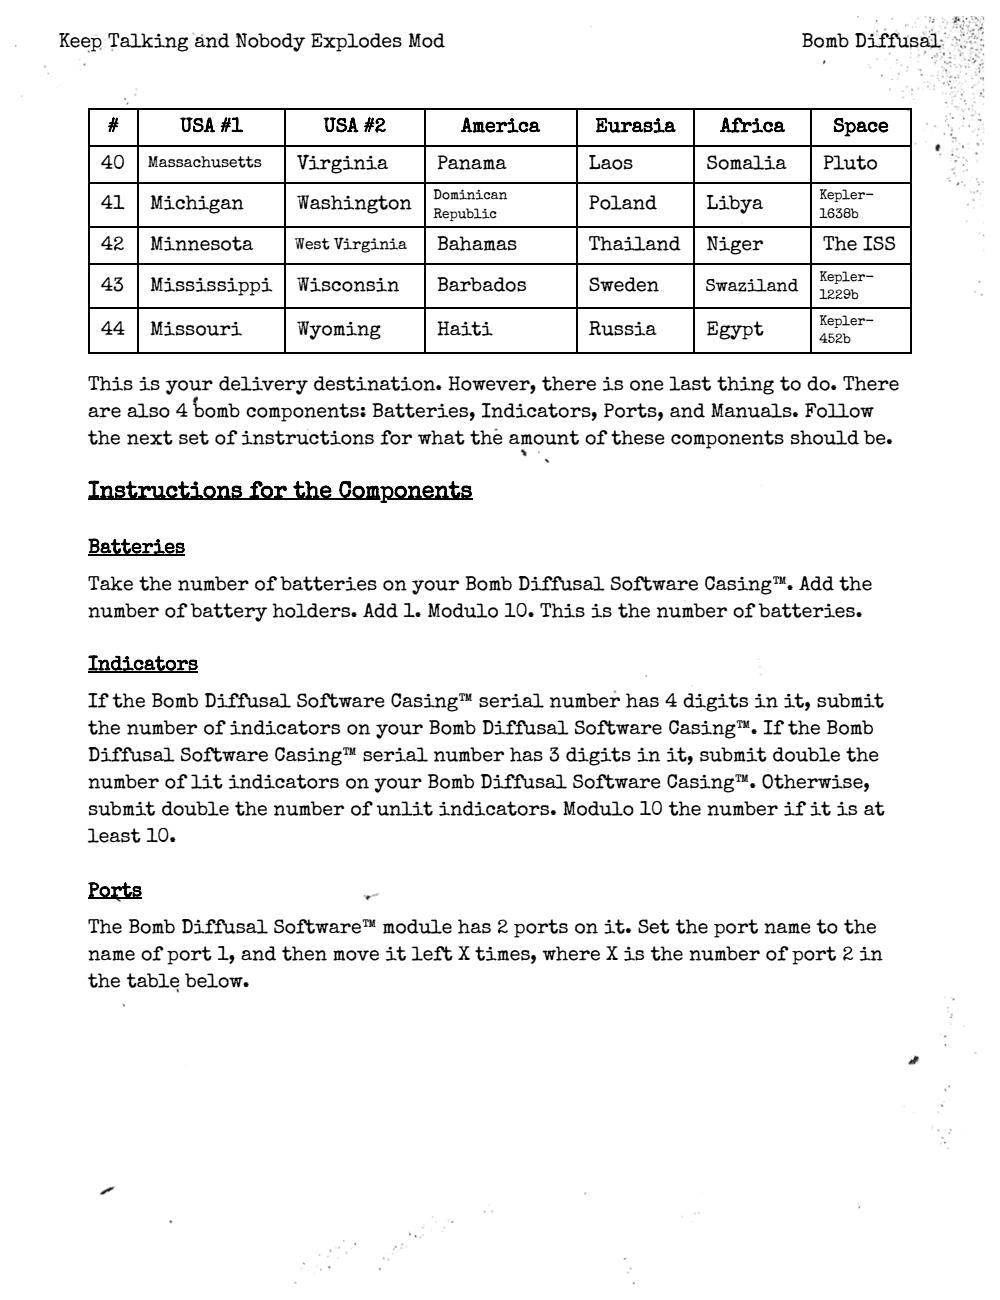 Keep Talking and Nobody Explodes Mod Bomb Diffusal
# USA #1 USA #2 America Eurasia Africa Space
40 Massachusetts Virginia Panama Laos Somalia Pluto
41 Michigan Washington Dominican Republic Poland Libya Kepler-1638b
42 Minnesota West Virginia Bahamas Thailand Niger The ISS
43 Mississippi Wisconsin Barbados Sweden Swaziland Kepler-1229b
44 Missouri Wyoming Haiti Russia Egypt Kepler-452b
This is your delivery destination. However, there is one last thing to do. There
are also 4 bomb components: Batteries, Indicators, Ports, and Manuals. Follow
the next set of instructions for what the amount of these components should be.
Instructions for the Components
Batteries
Take the number of batteries on your Bomb Diffusal Software Casing™. Add the
number of battery holders. Add 1. Modulo 10. This is the number of batteries.
Indicators
If the Bomb Diffusal Software Casing™ serial number has 4 digits in it, submit
the number of indicators on your Bomb Diffusal Software Casing™. If the Bomb
Diffusal Software Casing™ serial number has 3 digits in it, submit double the
number of lit indicators on your Bomb Diffusal Software Casing™. Otherwise,
submit double the number of unlit indicators. Modulo 10 the number if it is at
least 10.
Ports
The Bomb Diffusal Software™ module has 2 ports on it. Set the port name to the
name of port 1, and then move it left X times, where X is the number of port 2 in
the table below.